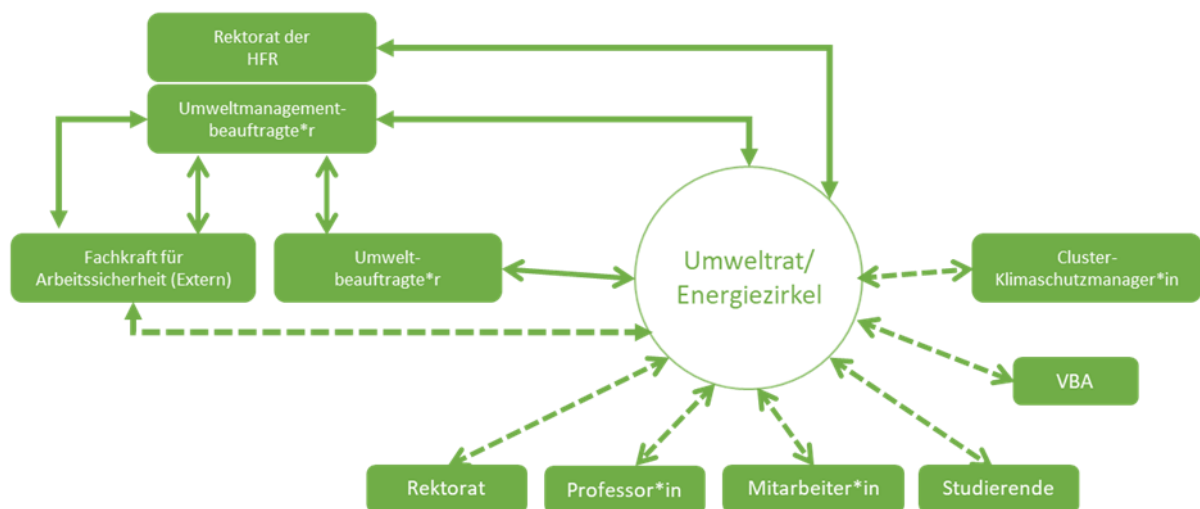 Rektorat der
HFR
Umweltmanagement-
beauftragte*r
Fachkraft für
Arbeitssicherheit (Extern)
Umwelt-
beauftragte*r
Umweltrat/
Energiezirkel
Cluster-
Klimaschutzmanager*in
VBA
Rektorat
Professor*in
Mitarbeiter*in
Studierende